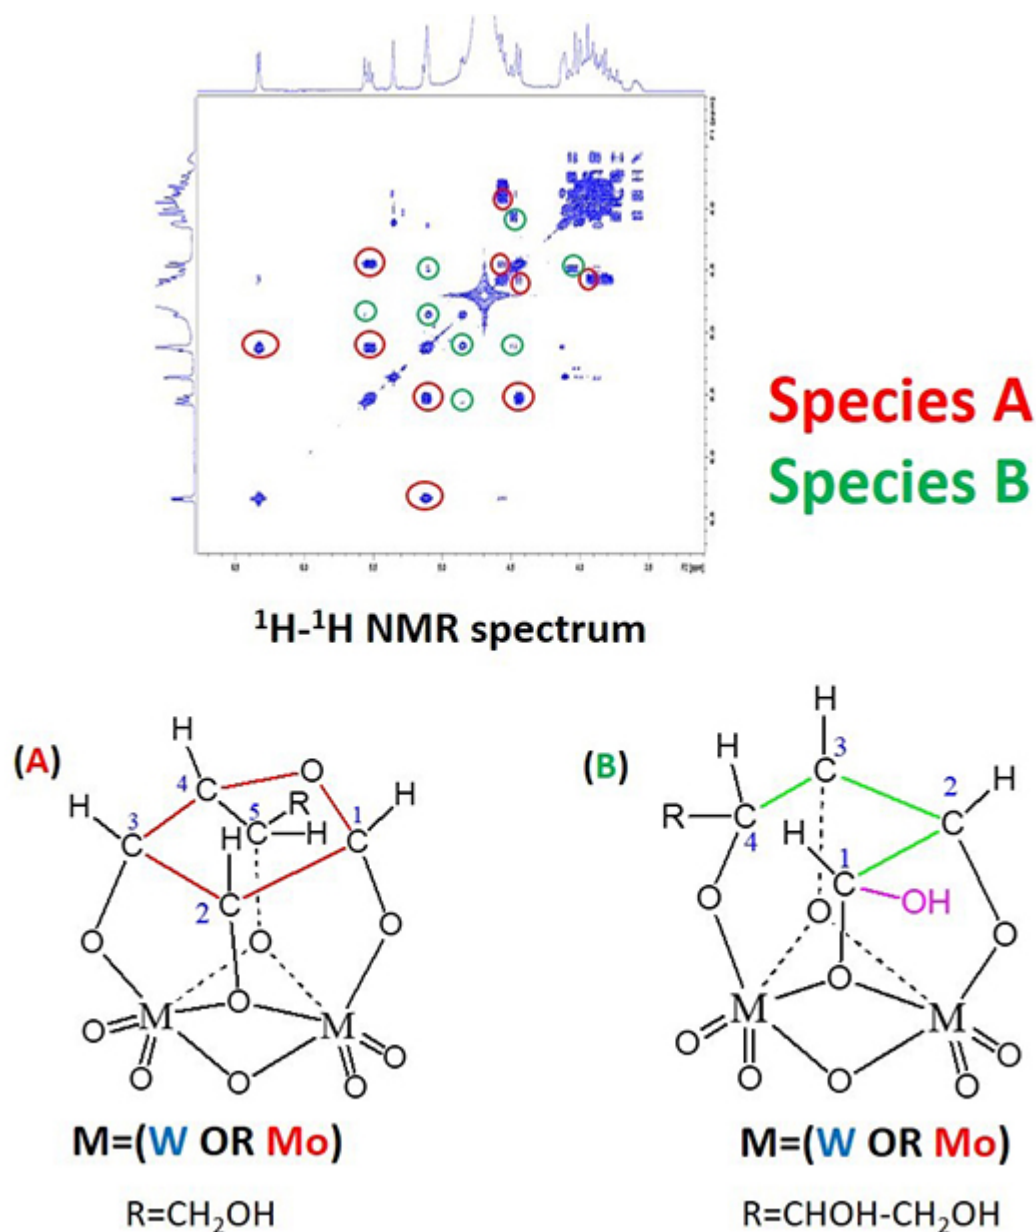 Species A
Species B
¹H-¹H NMR spectrum
(A)
H
H
4
O
R
H
3
C
H
5
1
H
C
C
C
H
C
2
C
O
O
O
O
M
M
O
O
O
O
O
M=(W OR Mo)
R=CH₂OH
(B)
H
H
3
C
2
H
R
C
H
C
4
1
C
OH
O
O
O
O
M
M
O
O
O
O
O
M=(W OR Mo)
R=CHOH-CH₂OH